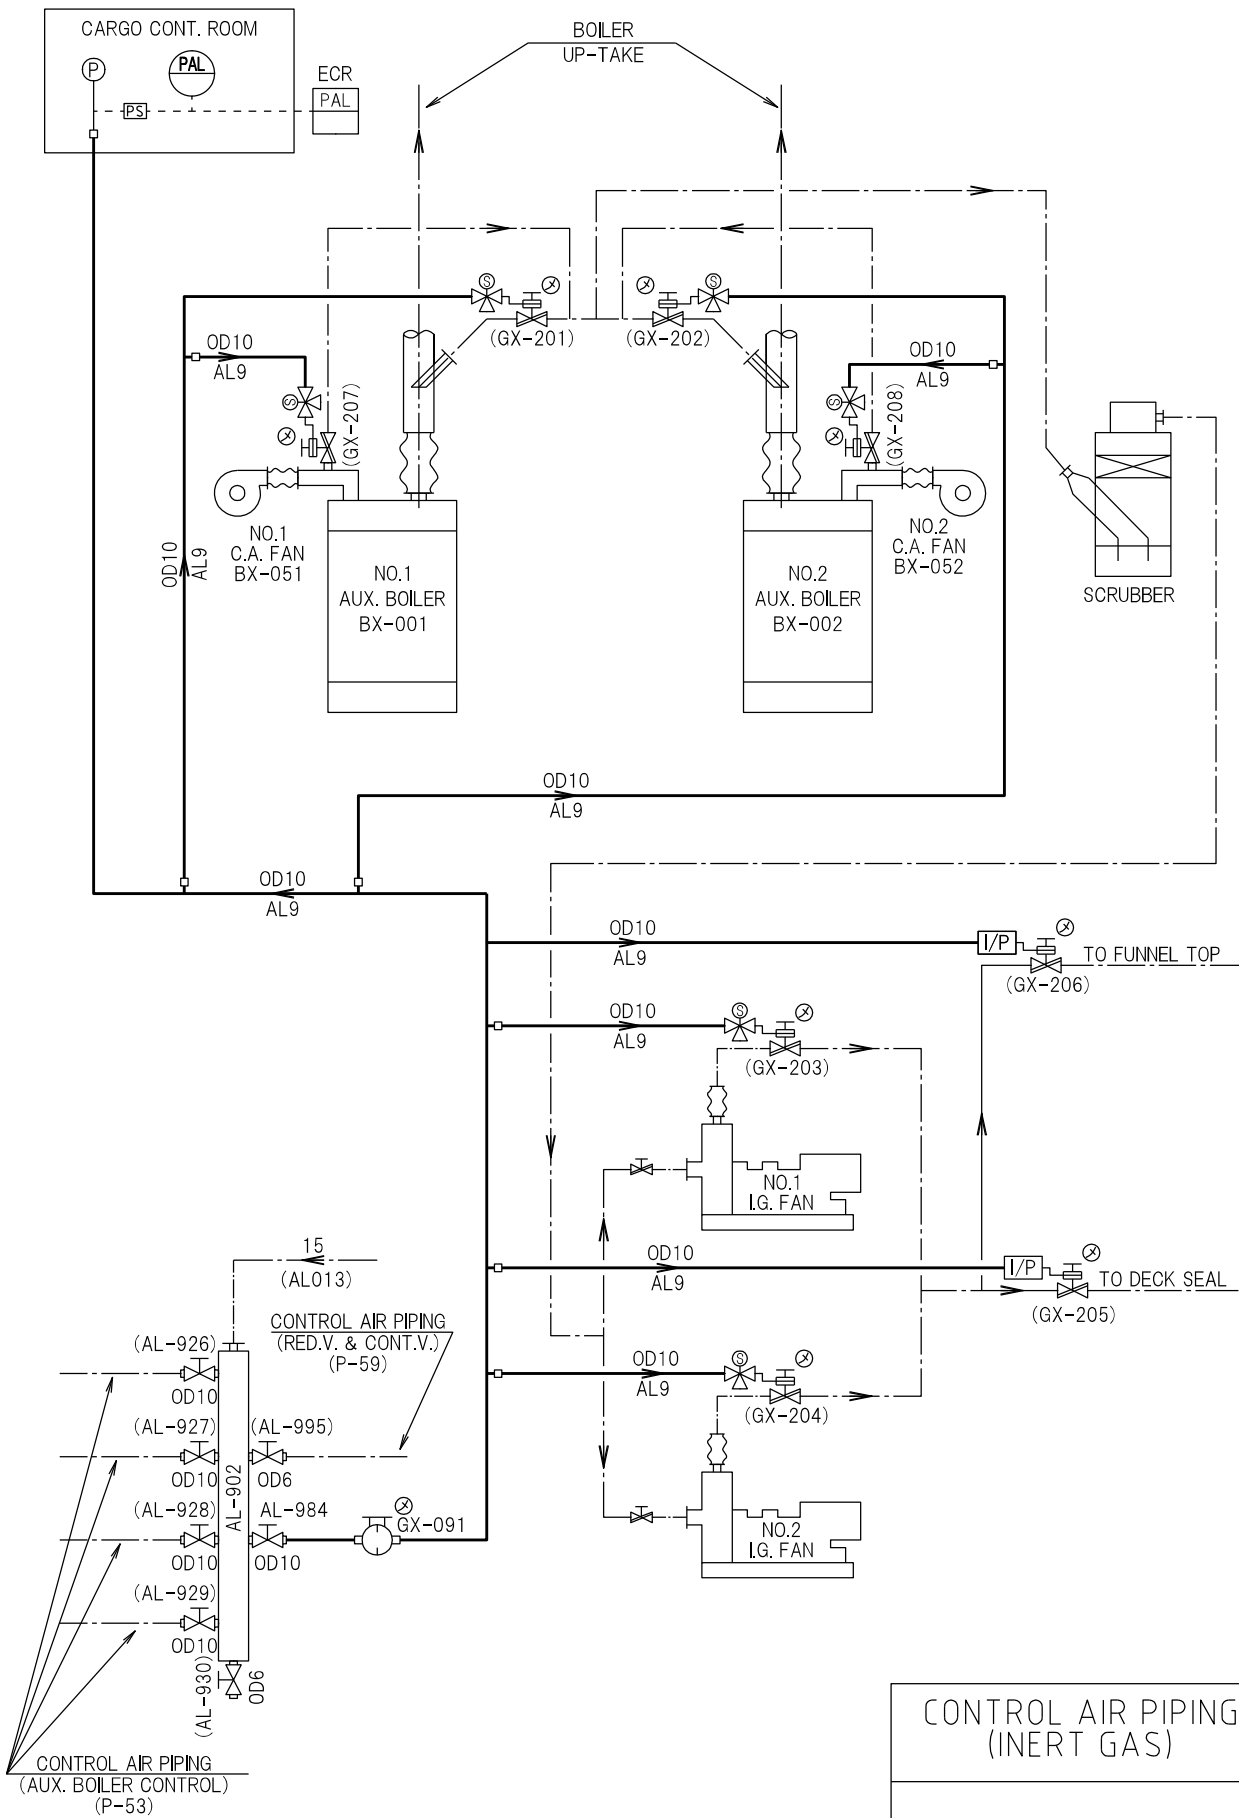 CARGO CONT. ROOM
P
PAL
PS
ECR
PAL
BOILER
UP-TAKE
S
S
(GX-201)
(GX-202)
OD10
AL9
OD10
AL9
S
S
(GX-207)
(GX-208)
NO.1
C.A. FAN
BX-051
NO.2
C.A. FAN
BX-052
OD10
AL9
NO.1
AUX. BOILER
BX-001
NO.2
AUX. BOILER
BX-002
SCRUBBER
OD10
AL9
OD10
AL9
OD10
AL9
I/P
TO FUNNEL TOP
(GX-206)
OD10
AL9
S
(GX-203)
NO.1
I.G. FAN
15
(AL013)
OD10
AL9
I/P
TO DECK SEAL
(GX-205)
CONTROL AIR PIPING
(RED.V. & CONT.V.)
(P-59)
(AL-926)
OD10
OD10
AL9
S
(GX-204)
(AL-927)
OD10
(AL-995)
OD6
AL-902
(AL-928)
OD10
AL-984
OD10
GX-091
NO.2
I.G. FAN
(AL-929)
OD10
(AL-930)
OD6
CONTROL AIR PIPING
(AUX. BOILER CONTROL)
(P-53)
CONTROL AIR PIPING
(INERT GAS)